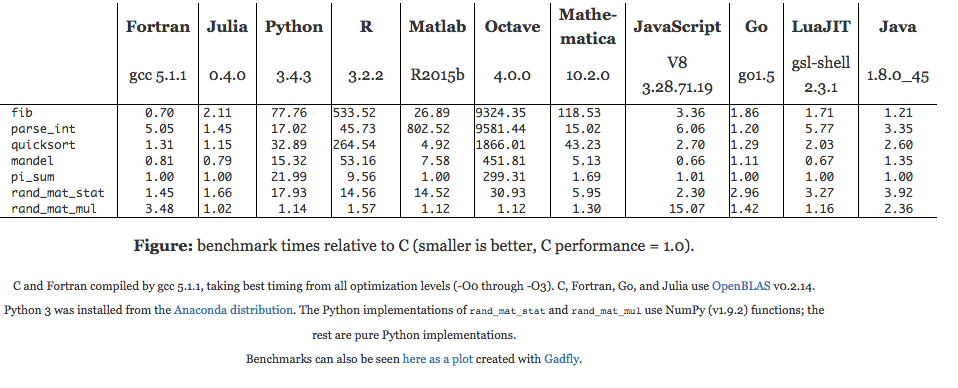 Fortran Julia Python R Matlab Octave Mathe-matica JavaScript Go LuaJIT Java
gcc 5.1.1 0.4.0 3.4.3 3.2.2 R2015b 4.0.0 10.2.0 V8 3.28.71.19 go1.5 gsl-shell 2.3.1 1.8.0_45
fib 0.70 2.11 77.76 533.52 26.89 9324.35 118.53 3.36 1.86 1.71 1.21
parse_int 5.05 1.45 17.02 45.73 802.52 9581.44 15.02 6.06 1.20 5.77 3.35
quicksort 1.31 1.15 32.89 264.54 4.92 1866.01 43.23 2.70 1.29 2.03 2.60
mandel 0.81 0.79 15.32 53.16 7.58 451.81 5.13 0.66 1.11 0.67 1.35
pi_sum 1.00 1.00 21.99 9.56 1.00 299.31 1.69 1.01 1.00 1.00 1.00
rand_mat_stat 1.45 1.66 17.93 14.56 14.52 30.93 5.95 2.30 2.96 3.27 3.92
rand_mat_mul 3.48 1.02 1.14 1.57 1.12 1.12 1.30 15.07 1.42 1.16 2.36
Figure: benchmark times relative to C (smaller is better, C performance = 1.0).
C and Fortran compiled by gcc 5.1.1, taking best timing from all optimization levels (-O0 through -O3). C, Fortran, Go, and Julia use OpenBLAS v0.2.14.
Python 3 was installed from the Anaconda distribution. The Python implementations of rand_mat_stat and rand_mat_mul use NumPy (v1.9.2) functions; the
rest are pure Python implementations.
Benchmarks can also be seen here as a plot created with Gadfly.